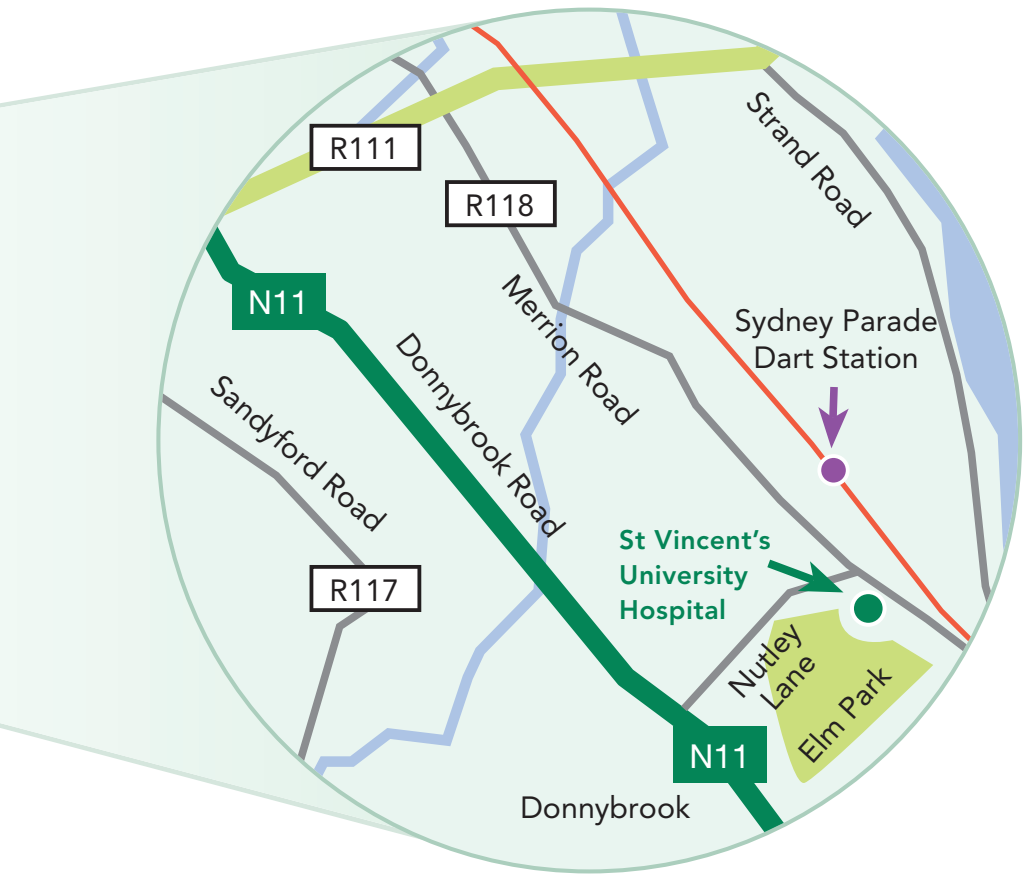 R111
Strand Road
R118
N11
Merrion Road
Sydney Parade
Dart Station
Donnybrook Road
Sandyford Road
St Vincent's
University
Hospital
R117
Nutley
Lane
Elm Park
N11
Donnybrook